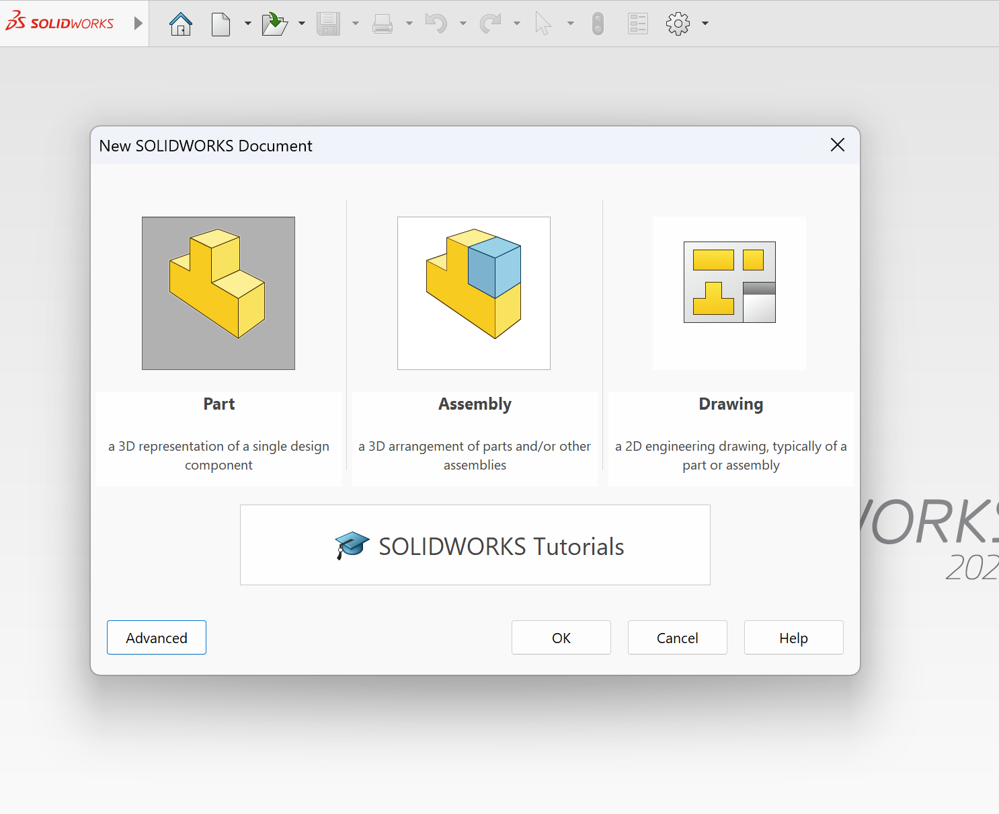 SOLIDWORKS
New SOLIDWORKS Document
Part
a 3D representation of a single design
component
Assembly
a 3D arrangement of parts and/or other
assemblies
Drawing
a 2D engineering drawing, typically of a
part or assembly
SOLIDWORKS Tutorials
WORKS
202
Advanced
OK
Cancel
Help